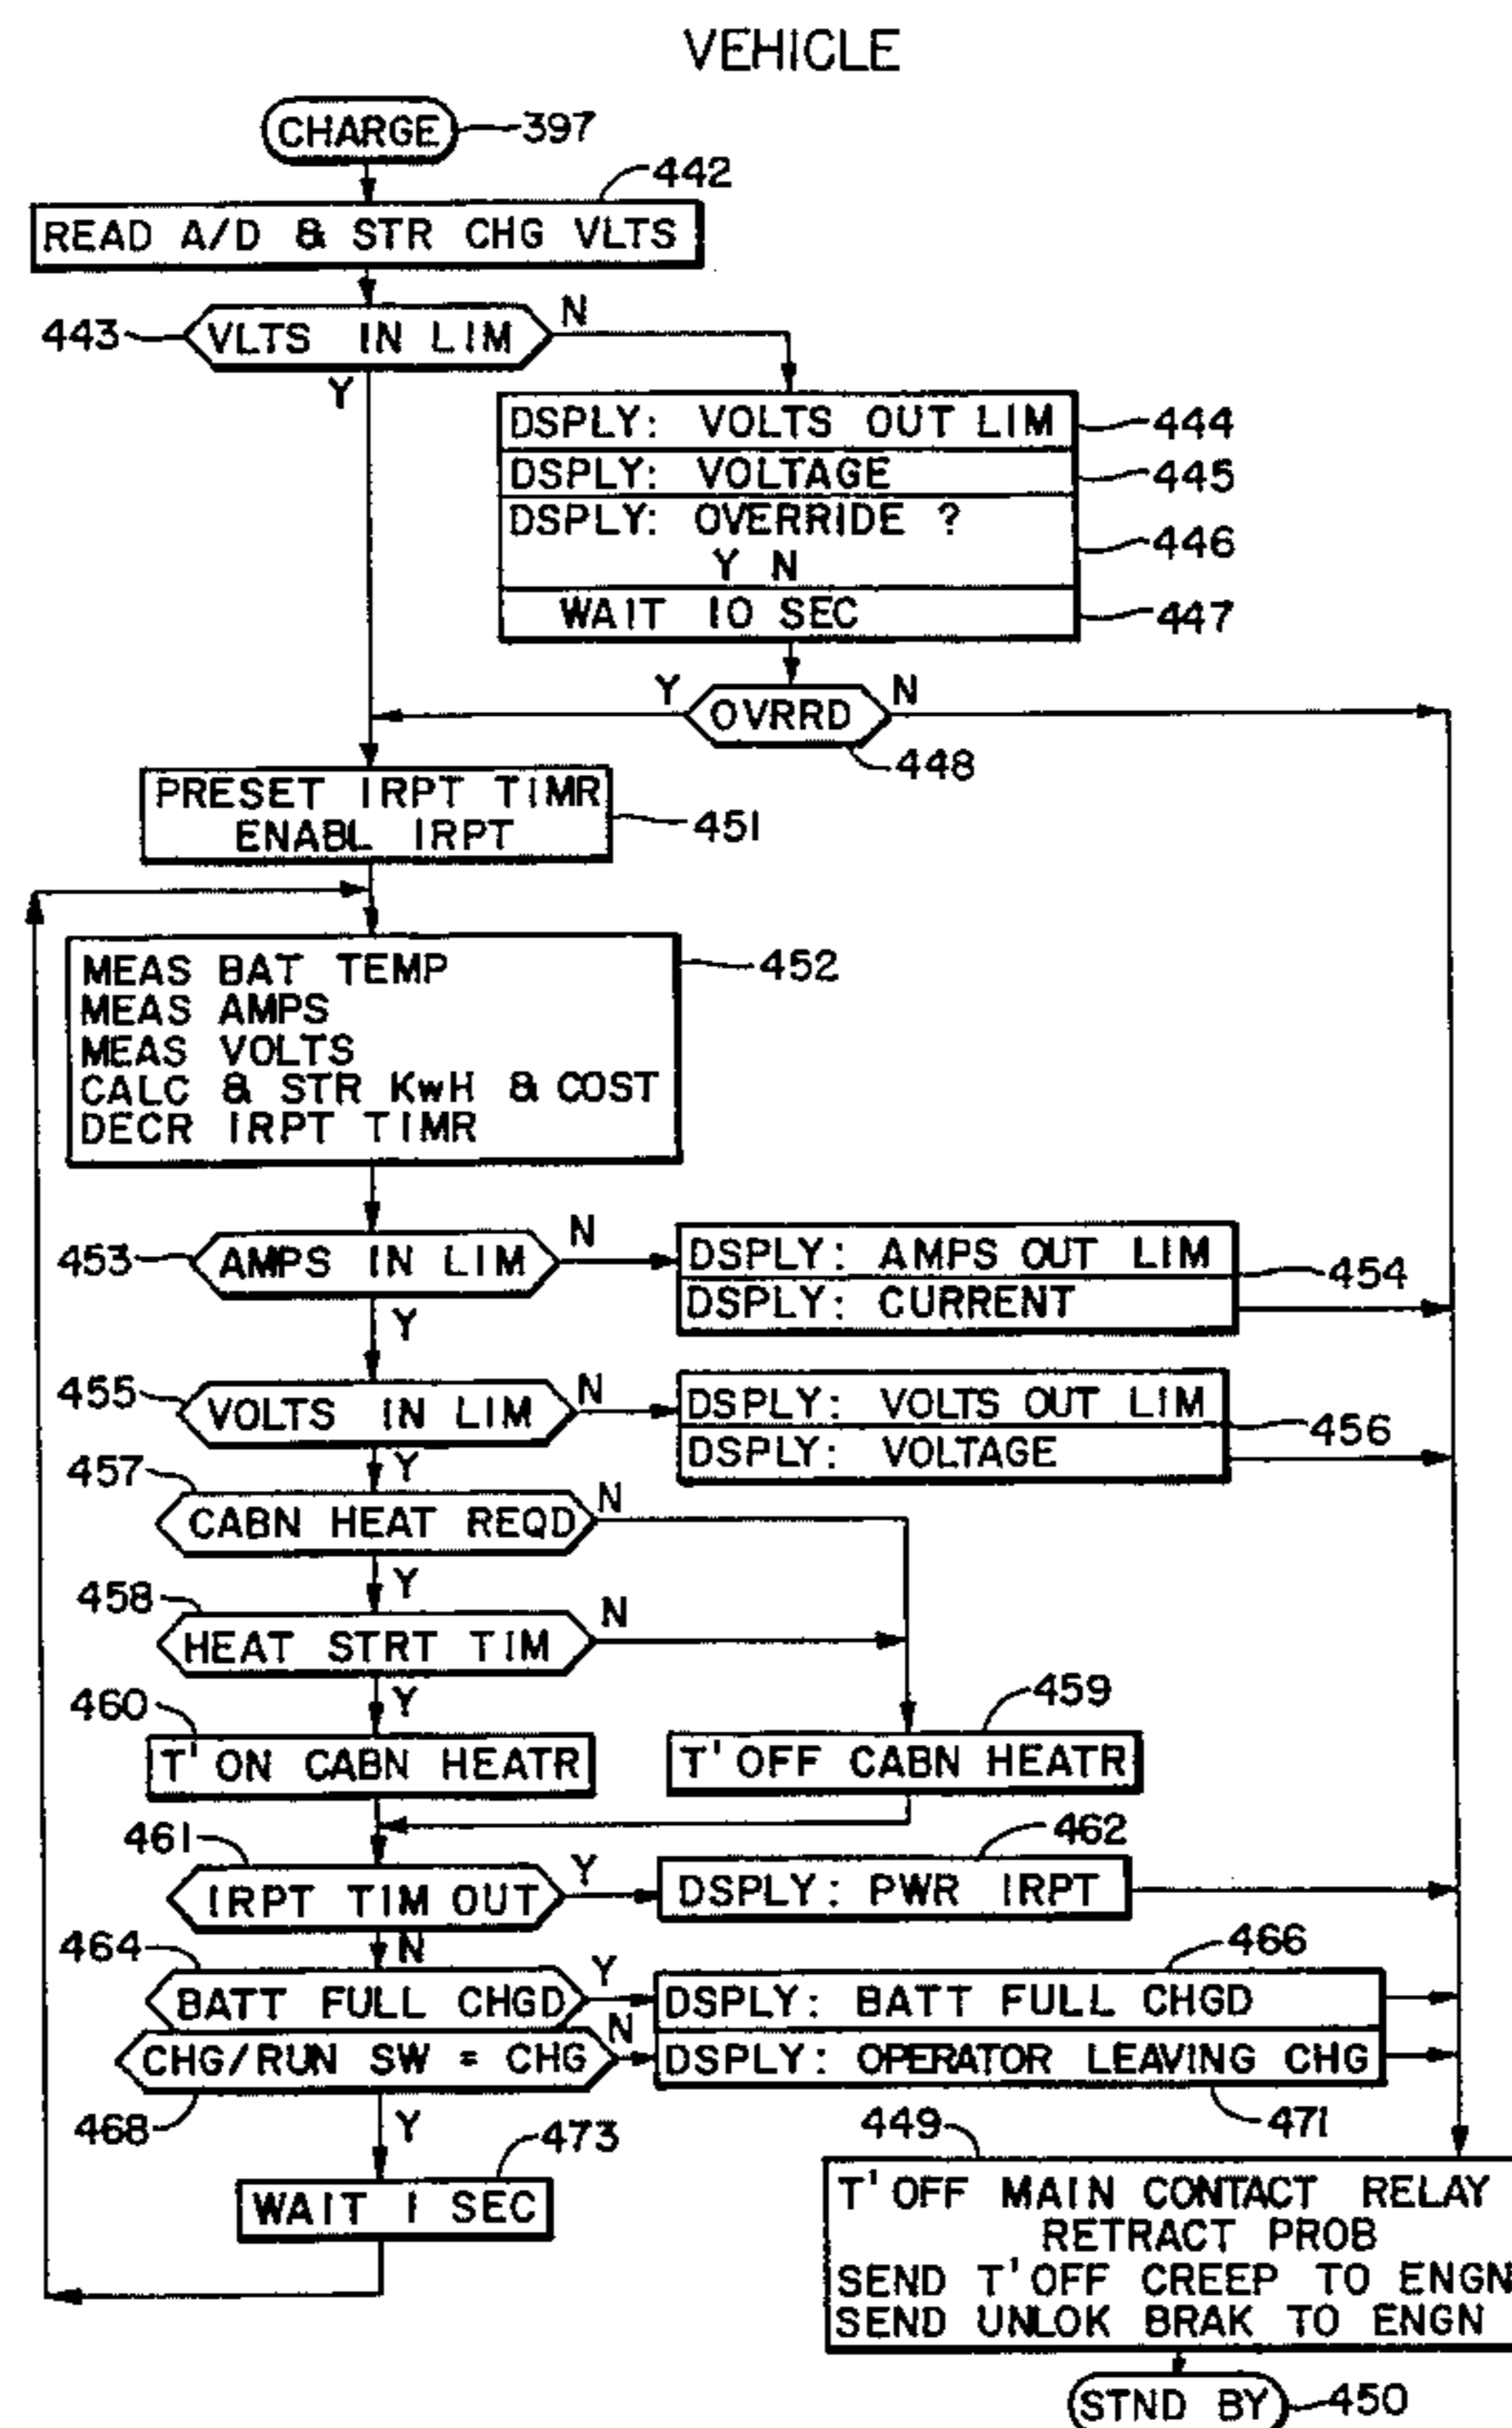 VEHICLE
CHARGE
397
442
READ A/D & STR CHG VLTS
443
VLTS IN LIM
N
Y
DSPLY: VOLTS OUT LIM
444
DSPLY: VOLTAGE
445
DSPLY: OVERRIDE ?
Y N
446
WAIT 10 SEC
447
Y
OVRRD
N
448
PRESET IRPT TIMR
ENABL IRPT
451
MEAS BAT TEMP
452
MEAS AMPS
MEAS VOLTS
CALC & STR KwH & COST
DECR IRPT TIMR
453
AMPS IN LIM
N
DSPLY: AMPS OUT LIM
454
DSPLY: CURRENT
Y
455
VOLTS IN LIM
N
DSPLY: VOLTS OUT LIM
456
DSPLY: VOLTAGE
Y
457
CABN HEAT REQD
N
Y
458
HEAT STRT TIM
N
Y
460
T'ON CABN HEATR
459
T'OFF CABN HEATR
461
IRPT TIM OUT
Y
462
DSPLY: PWR IRPT
N
464
BATT FULL CHGD
Y
466
DSPLY: BATT FULL CHGD
CHG/RUN SW = CHG
N
DSPLY: OPERATOR LEAVING CHG
468
Y
471
473
WAIT 1 SEC
449
T'OFF MAIN CONTACT RELAY
RETRACT PROB
SEND T'OFF CREEP TO ENGN
SEND UNLOK BRAK TO ENGN
STND BY
450